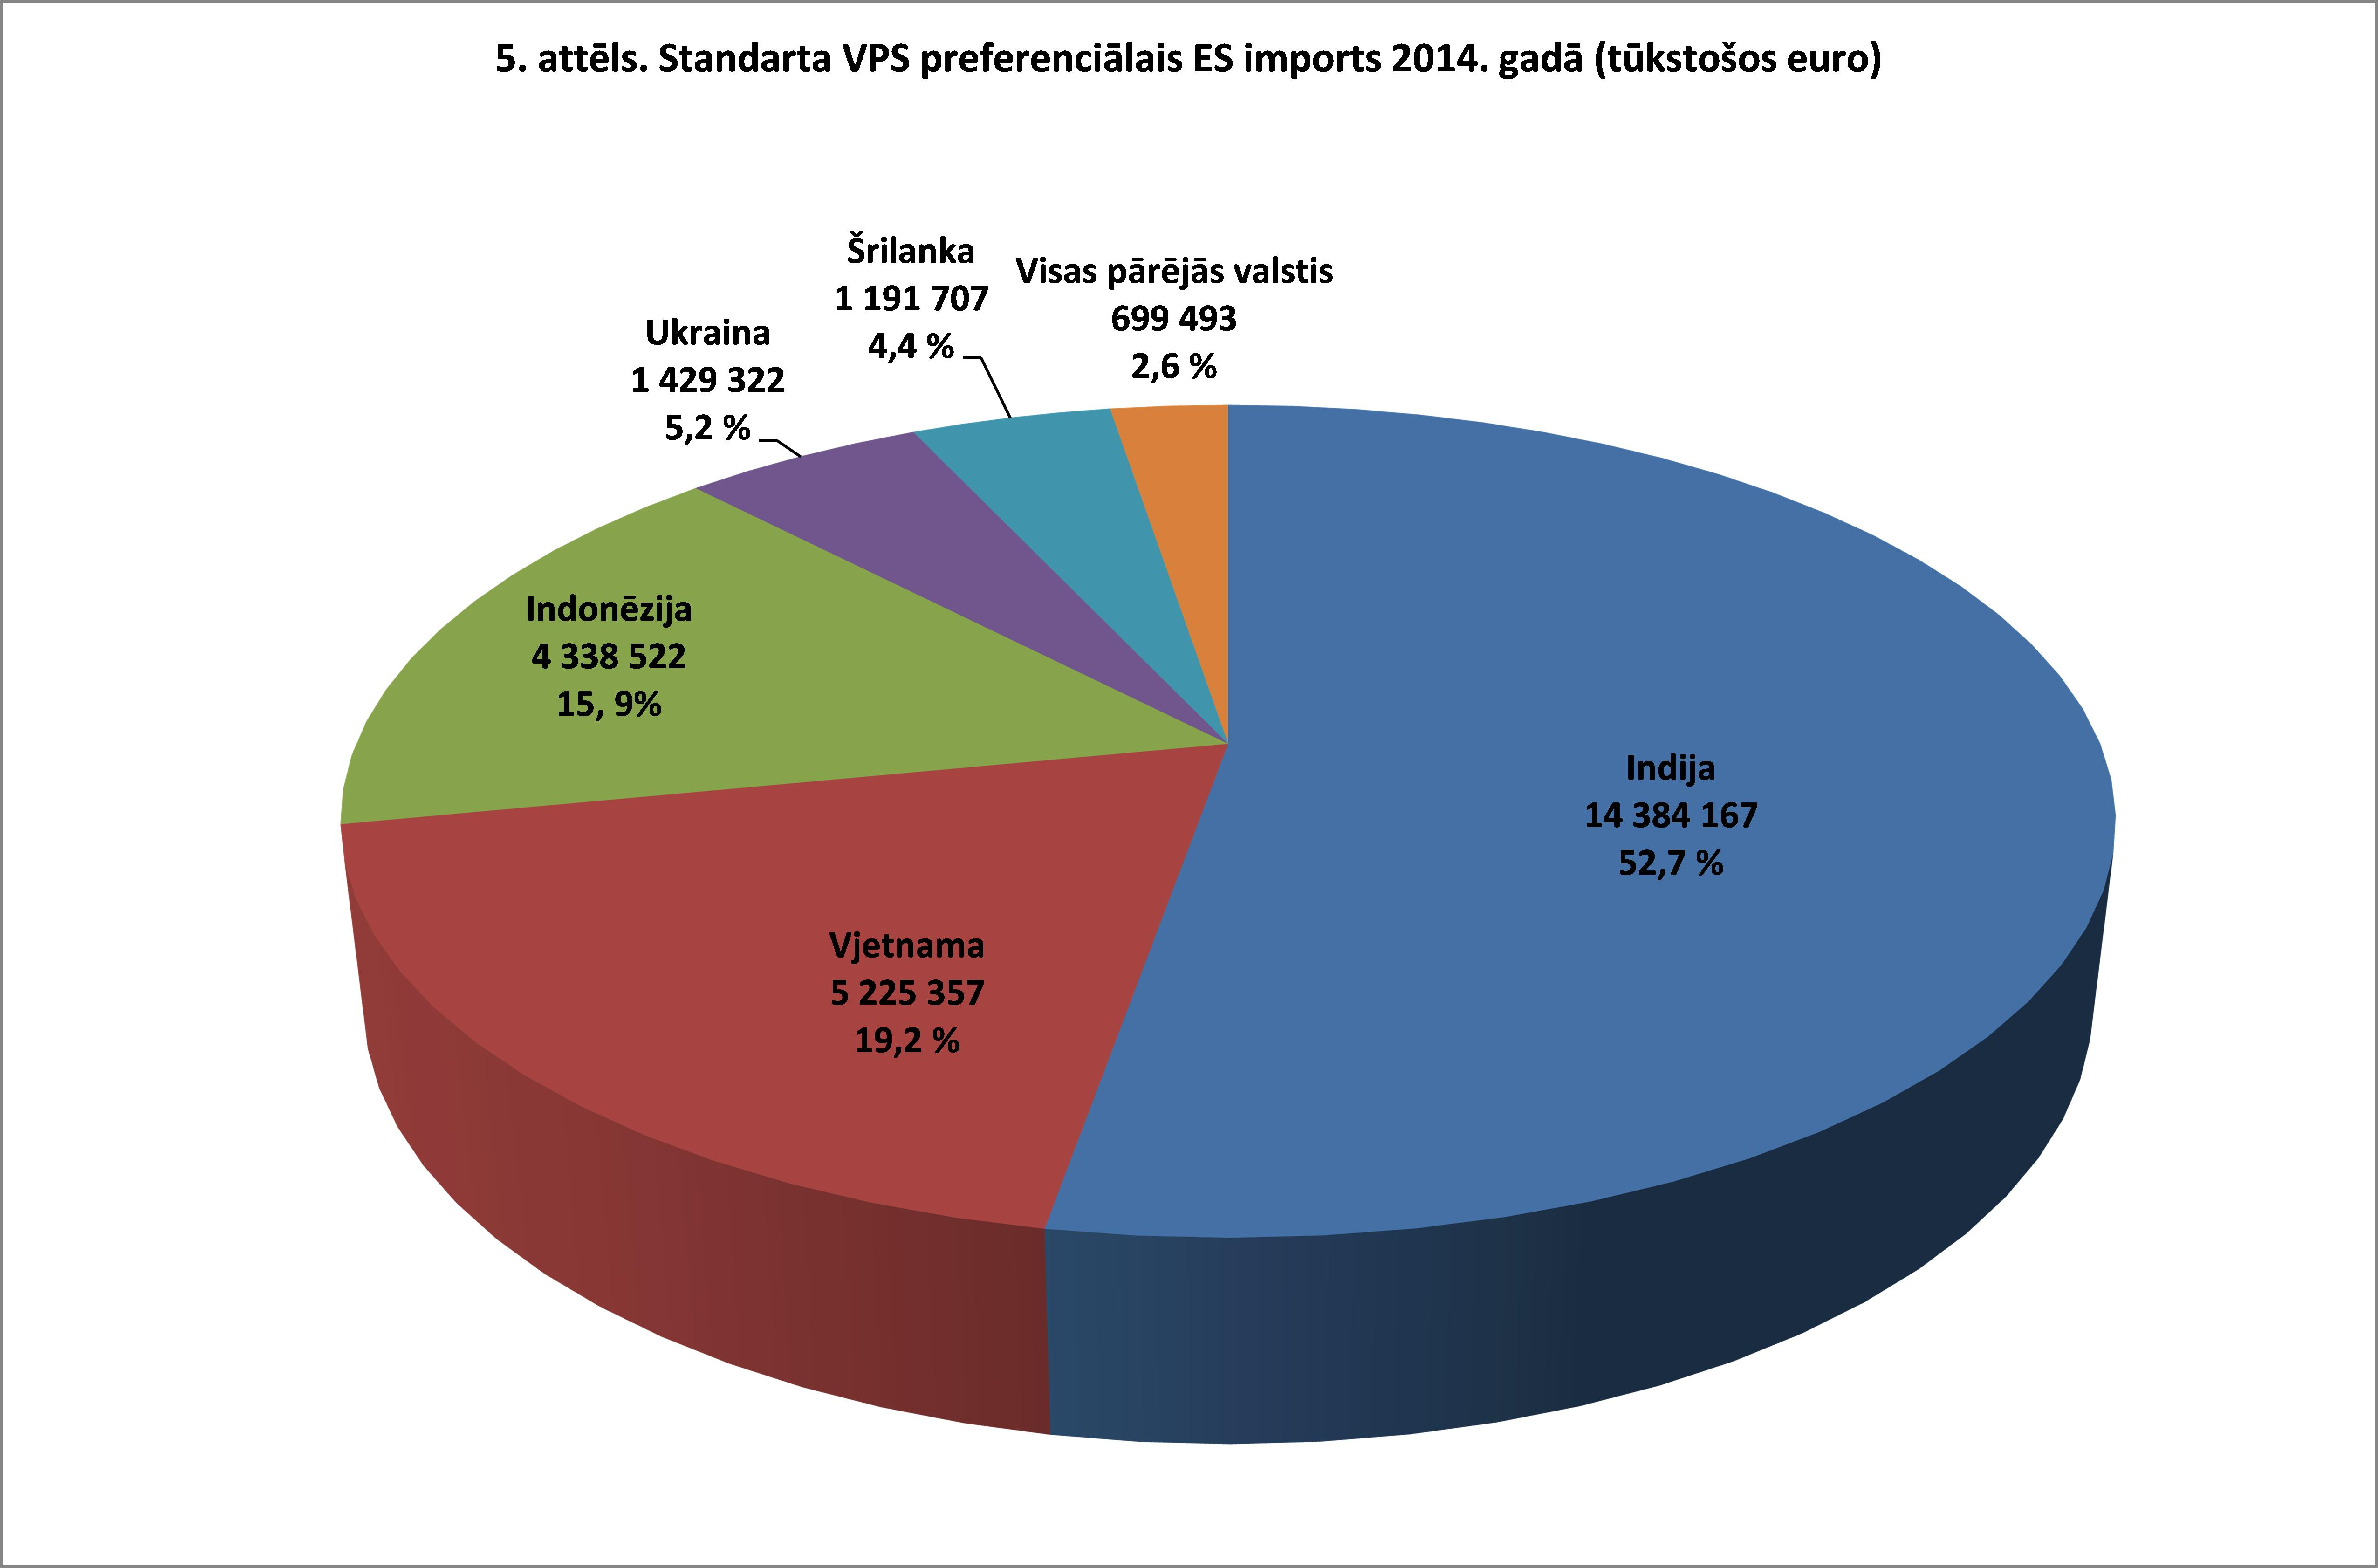 5. attēls. Standarta VPS preferenciālais ES imports 2014. gadā (tūkstošos euro)
Šrilanka
1 191 707
4,4 %
Visas pārējās valstis
699 493
2,6 %
Ukraina
1 429 322
5,2 %
Indonēzija
4 338 522
15, 9%
Indija
14 384 167
52,7 %
Vjetnama
5 225 357
19,2 %